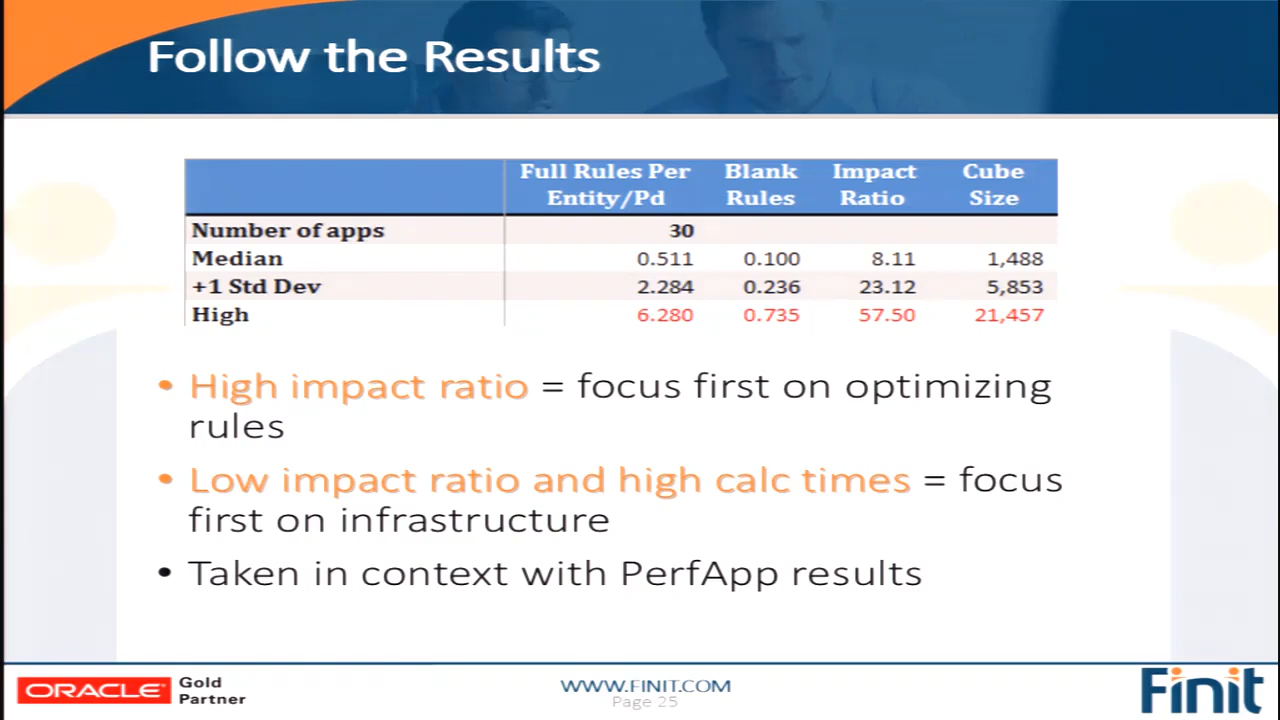 Follow the Results
Full Rules Per Entity/Pd Blank Rules Impact Ratio Cube Size
Number of apps 30
Median 0.511 0.100 8.11 1,488
+1 Std Dev 2.284 0.236 23.12 5,853
High 6.280 0.735 57.50 21,457
• High impact ratio = focus first on optimizing
rules
• Low impact ratio and high calc times = focus
first on infrastructure
• Taken in context with PerfApp results
ORACLE Gold
Partner
WWW.FINIT.COM
Page 25
Finit